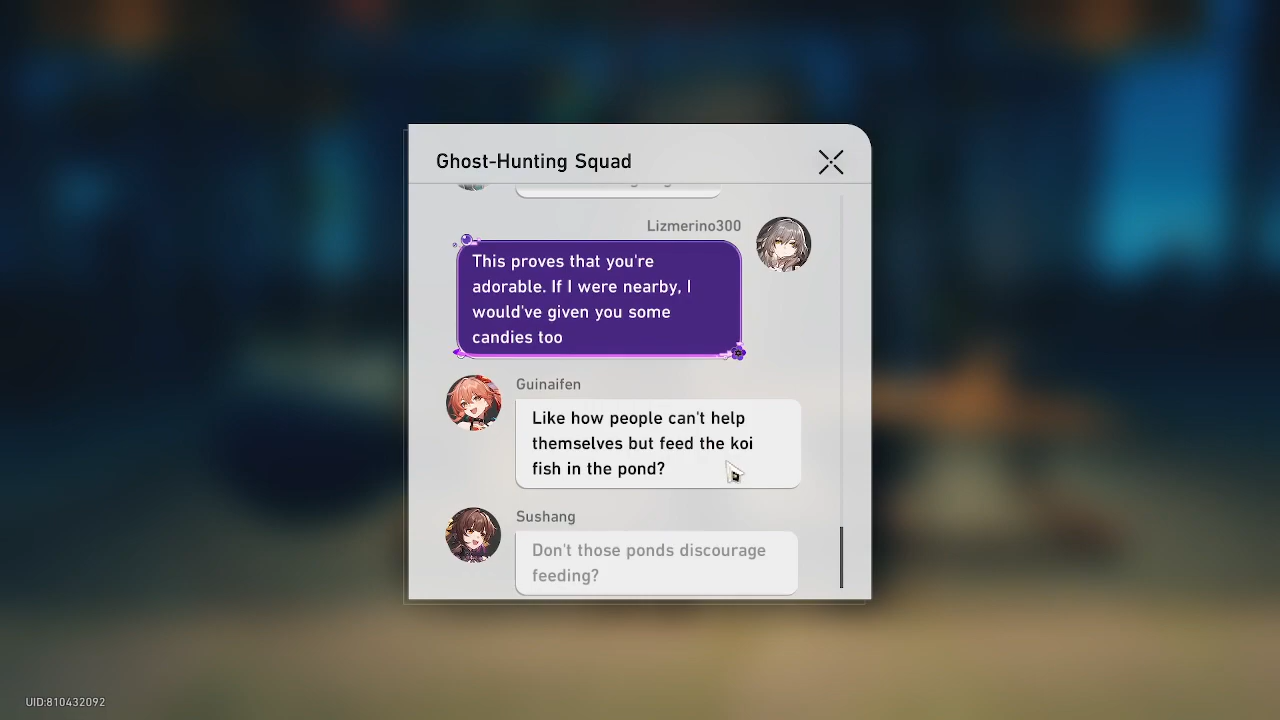 Ghost-Hunting Squad
Lizmerino300
This proves that you're
adorable. If I were nearby, I
would've given you some
candies too
Guinaifen
Like how people can't help
themselves but feed the koi
fish in the pond?
Sushang
Don't those ponds discourage
feeding?
UID:810432092